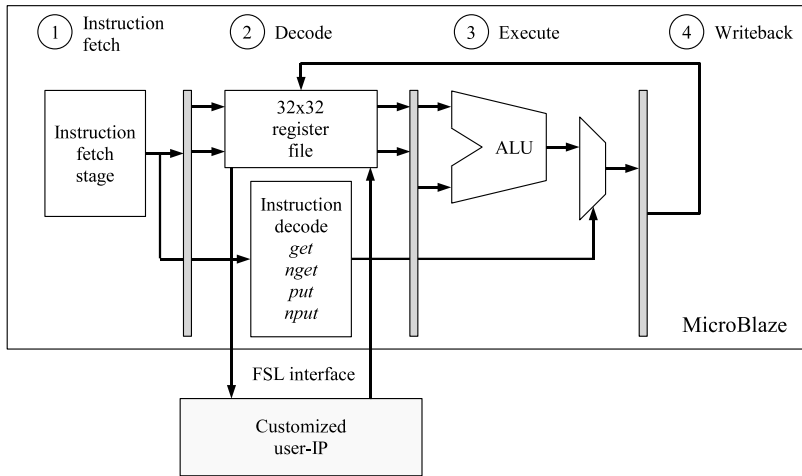 1 Instruction fetch
2 Decode
3 Execute
4 Writeback
Instruction
fetch
stage
32x32
register
file
ALU
Instruction
decode
get
nget
put
nput
MicroBlaze
FSL interface
Customized
user-IP